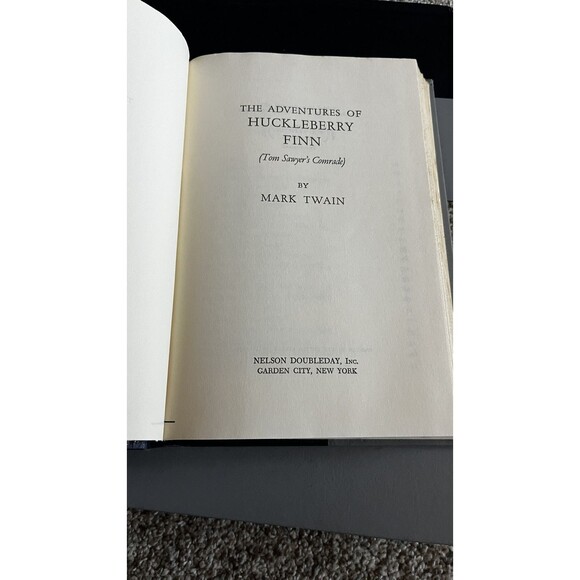 THE ADVENTURES OF
HUCKLEBERRY
FINN
(Tom Sawyer's Comrade)
BY
MARK TWAIN
NELSON DOUBLEDAY, INC.
GARDEN CITY, NEW YORK